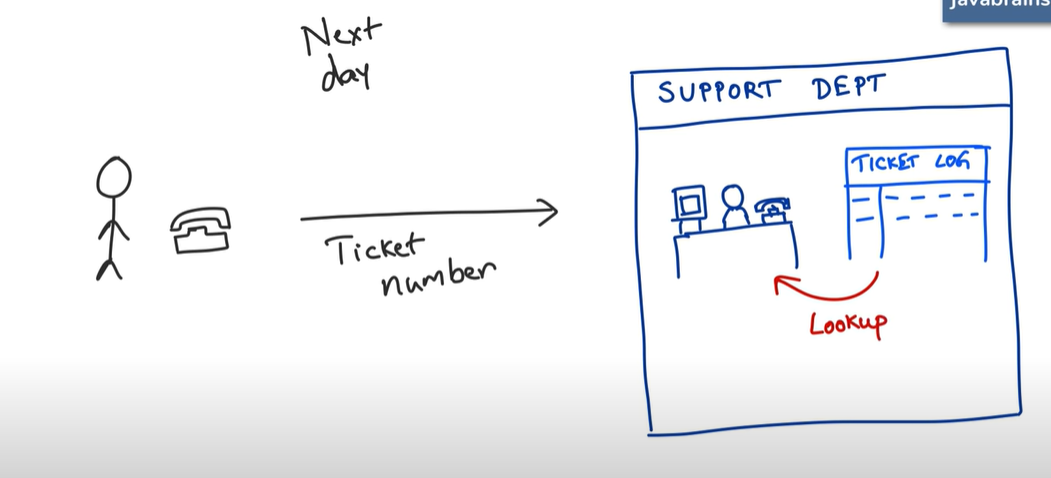 javabrains
Next
day
SUPPORT DEPT
TICKET LOG
Ticket
number
Lookup